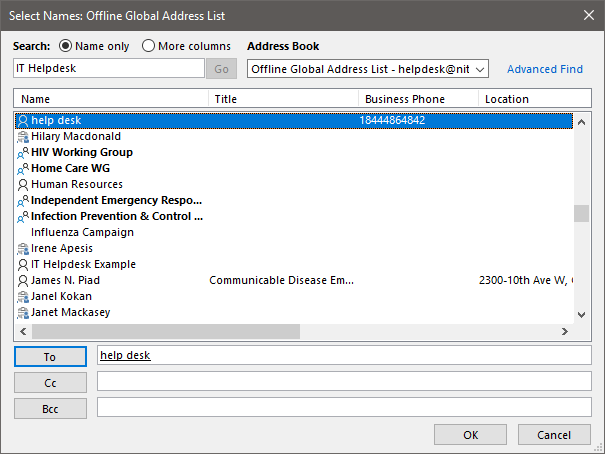 Select Names: Offline Global Address List
Search: Name only More columns Address Book
IT Helpdesk Go Offline Global Address List - helpdesk@nit Advanced Find
Name Title Business Phone Location
help desk 18444864842
Hilary Macdonald
HIV Working Group
Home Care WG
Human Resources
Independent Emergency Respo...
Infection Prevention & Control ...
Influenza Campaign
Irene Apesis
IT Helpdesk Example
James N. Piad Communicable Disease Em... 2300-10th Ave W,
Janel Kokan
Janet Mackasey
To help desk
Cc
Bcc
OK Cancel